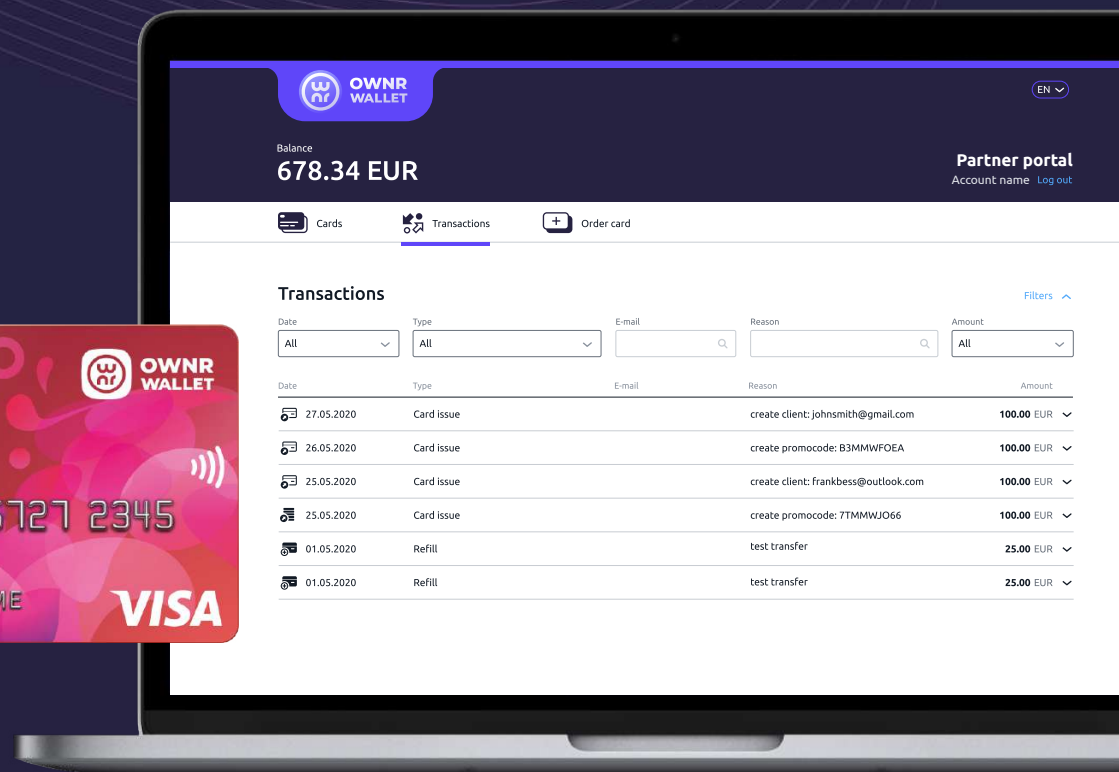 OWNR
WALLET
EN
Balance
678.34 EUR
Partner portal
Account name Log out
Cards
Transactions
Order card
Transactions
Filters
Date Type E-mail Reason Amount
All All All
Date Type E-mail Reason Amount
27.05.2020 Card issue create client: johnsmith@gmail.com 100.00 EUR
26.05.2020 Card issue create promocode: B3MMWFOEA 100.00 EUR
25.05.2020 Card issue create client: frankbess@outlook.com 100.00 EUR
25.05.2020 Card issue create promocode: 7TMMWJO66 100.00 EUR
01.05.2020 Refill test transfer 25.00 EUR
01.05.2020 Refill test transfer 25.00 EUR
OWNR
WALLET
6727 2345
ME
VISA